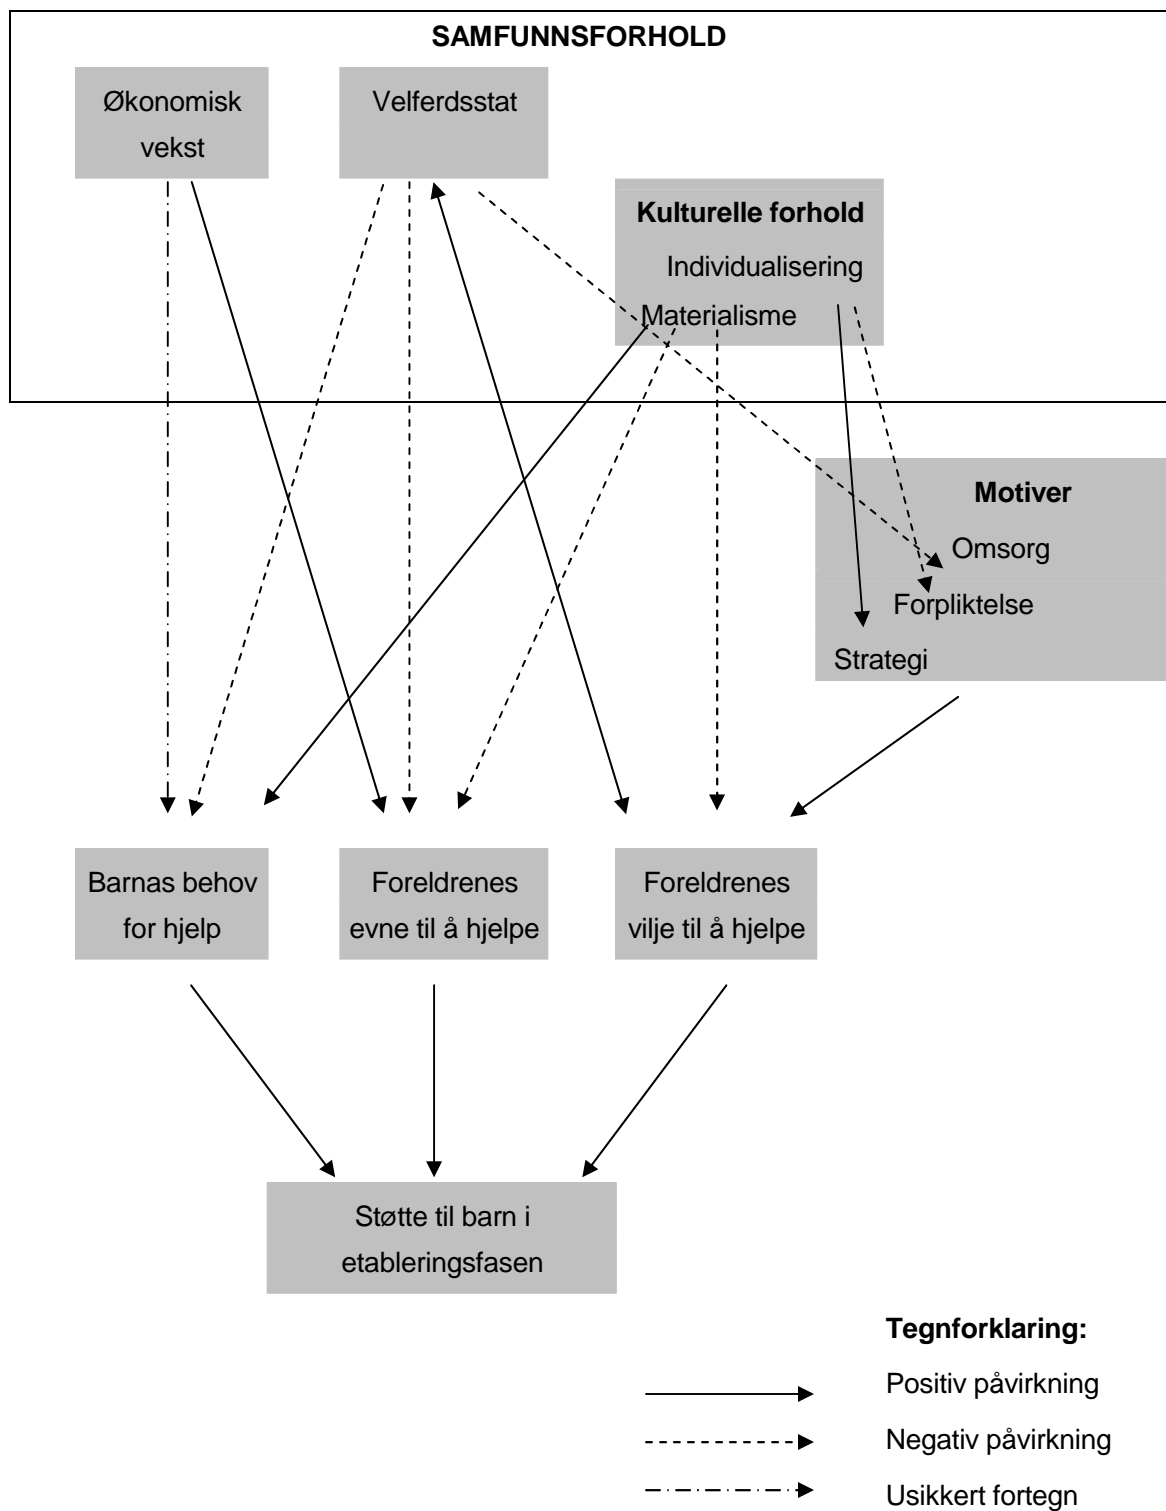 SAMFUNNSFORHOLD
Økonomisk
vekst
Velferdsstat
Kulturelle forhold
Individualisering
Materialisme
Motiver
Omsorg
Forpliktelse
Strategi
Barnas behov
for hjelp
Foreldrenes
evne til å hjelpe
Foreldrenes
vilje til å hjelpe
Støtte til barn i
etableringsfasen
Tegnforklaring:
Positiv påvirkning
Negativ påvirkning
Usikkert fortegn